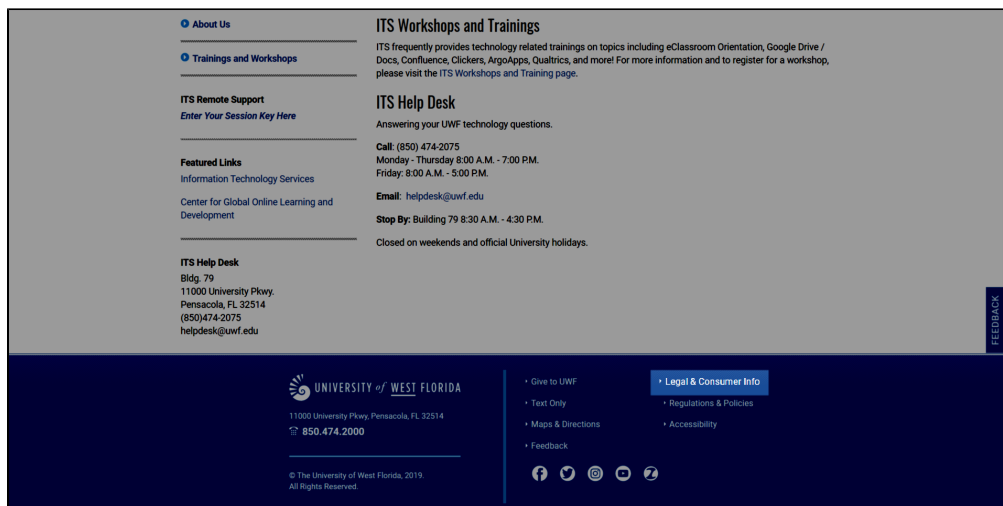 About Us
Trainings and Workshops
ITS Remote Support
Enter Your Session Key Here
Featured Links
Information Technology Services
Center for Global Online Learning and
Development
ITS Help Desk
Bldg. 79
11000 University Pkwy.
Pensacola, FL 32514
(850)474-2075
helpdesk@uwf.edu
ITS Workshops and Trainings
ITS frequently provides technology related trainings on topics including eClassroom Orientation, Google Drive /
Docs, Confluence, Clickers, ArgoApps, Qualtrics, and more! For more information and to register for a workshop,
please visit the ITS Workshops and Training page.
ITS Help Desk
Answering your UWF technology questions.
Call: (850) 474-2075
Monday - Thursday 8:00 A.M. - 7:00 P.M.
Friday: 8:00 A.M. - 5:00 P.M.
Email: helpdesk@uwf.edu
Stop By: Building 79 8:30 A.M. - 4:30 P.M.
Closed on weekends and official University holidays.
FEEDBACK
UNIVERSITY of WEST FLORIDA
11000 University Pkwy, Pensacola, FL 32514
850.474.2000
© The University of West Florida, 2019.
All Rights Reserved.
Give to UWF
Text Only
Maps & Directions
Feedback
Legal & Consumer Info
Regulations & Policies
Accessibility